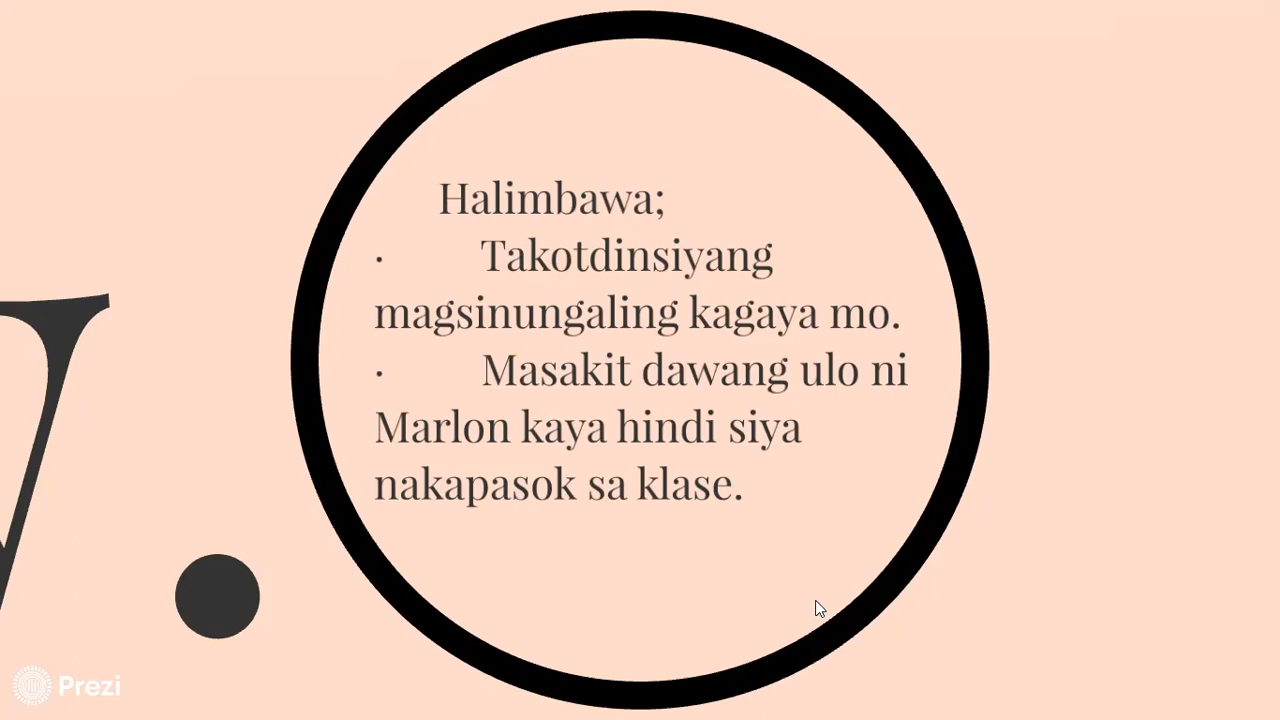 Halimbawa;
· Takotdinsiyang
magsinungaling kagaya mo.
· Masakit dawang ulo ni
Marlon kaya hindi siya
nakapasok sa klase.
Prezi